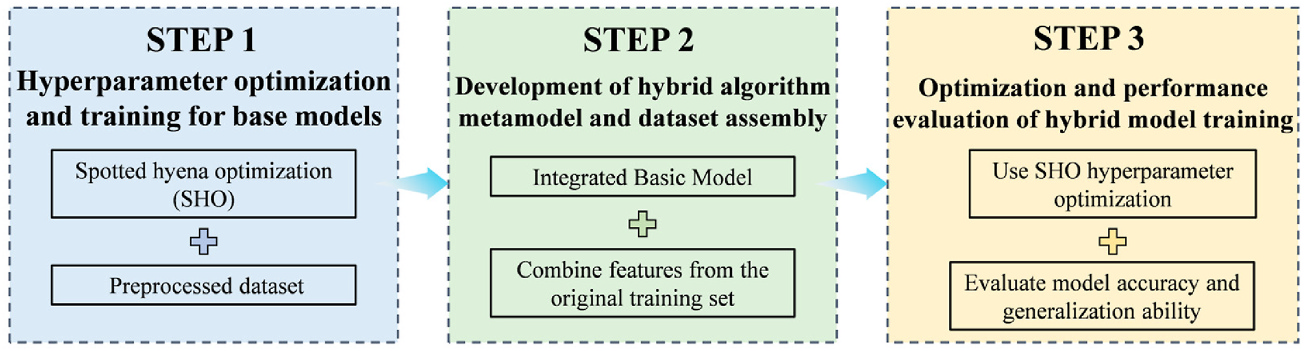 STEP 1
Hyperparameter optimization
and training for base models
Spotted hyena optimization
(SHO)
Preprocessed dataset
STEP 2
Development of hybrid algorithm
metamodel and dataset assembly
Integrated Basic Model
Combine features from the
original training set
STEP 3
Optimization and performance
evaluation of hybrid model training
Use SHO hyperparameter
optimization
Evaluate model accuracy and
generalization ability